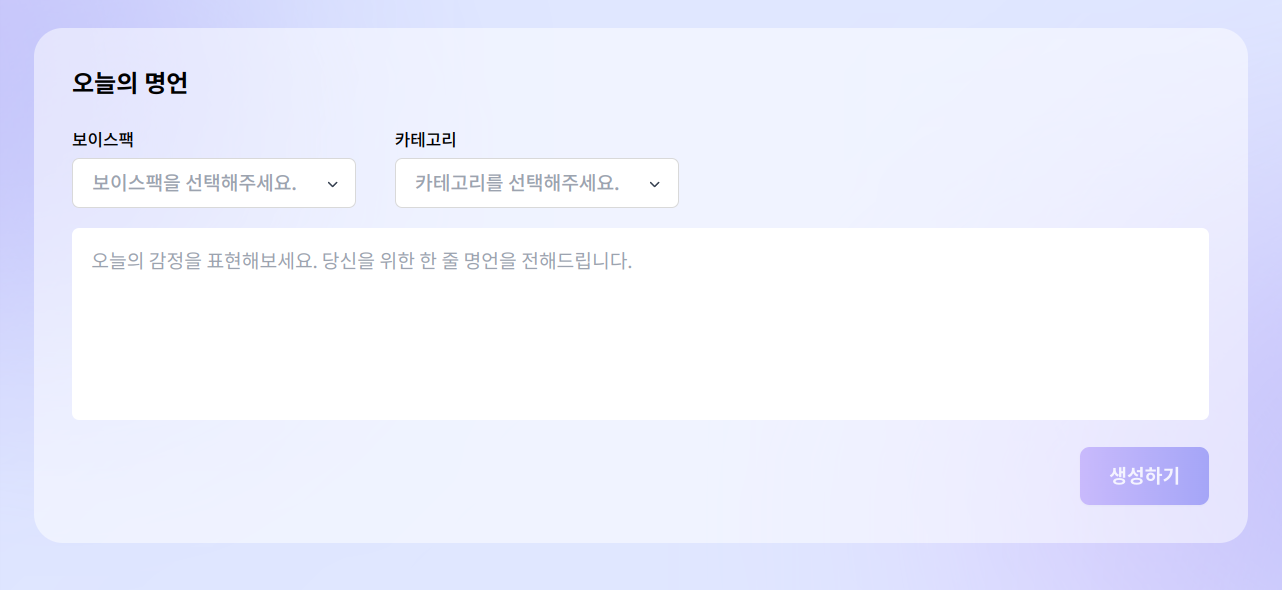 오늘의 명언
보이스팩 카테고리
보이스팩을 선택해주세요. 카테고리를 선택해주세요.
오늘의 감정을 표현해보세요. 당신을 위한 한 줄 명언을 전해드립니다.
생성하기